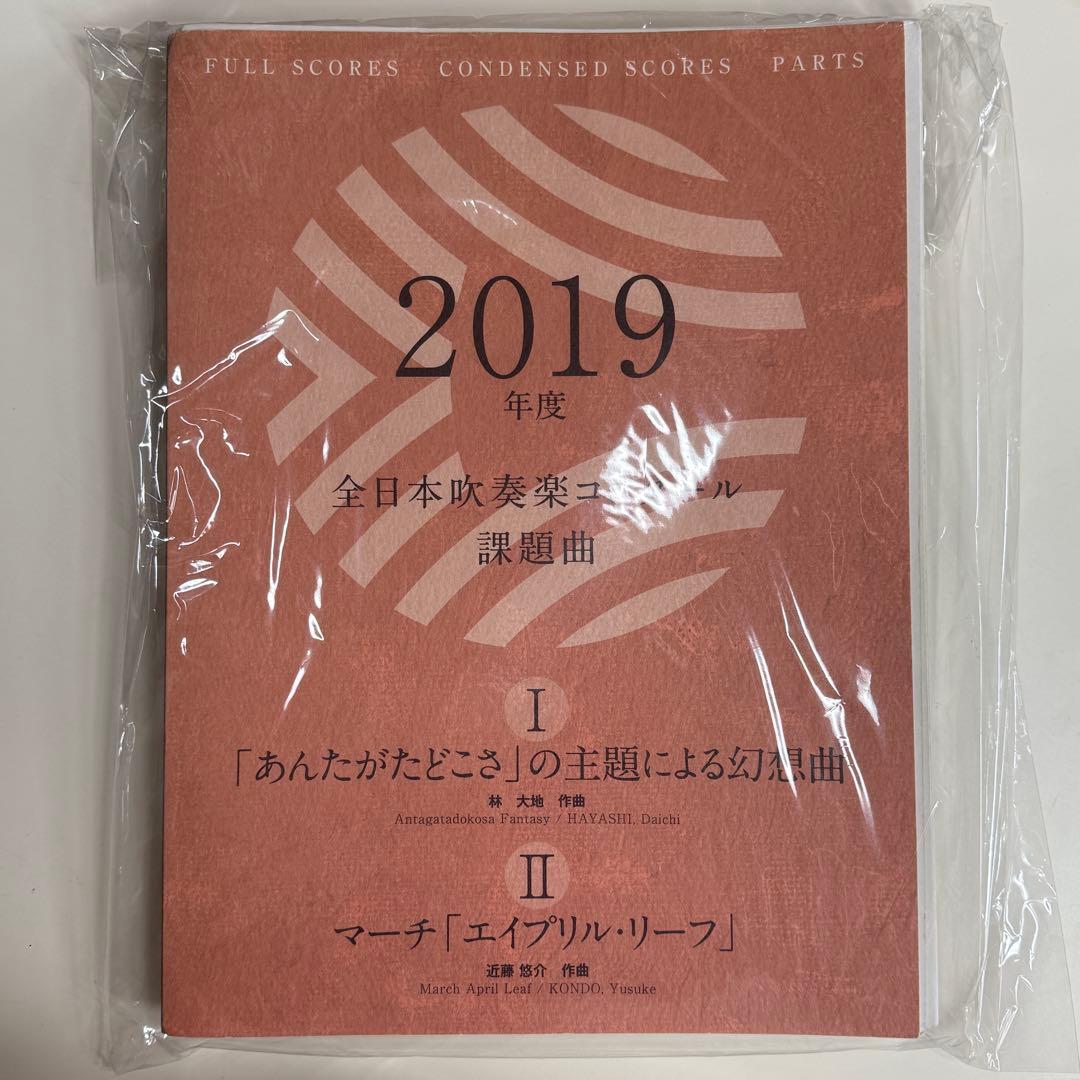 FULL SCORES CONDENSED SCORES PARTS
2019
年度
全日本吹奏楽コンクール
課題曲
I
「あんたがたどこさ」の主題による幻想曲
林 大地 作曲
Antagatadokosa Fantasy / HAYASHI, Daichi
II
マーチ「エイプリル・リーフ」
近藤 悠介 作曲
March April Leaf / KONDO, Yusuke